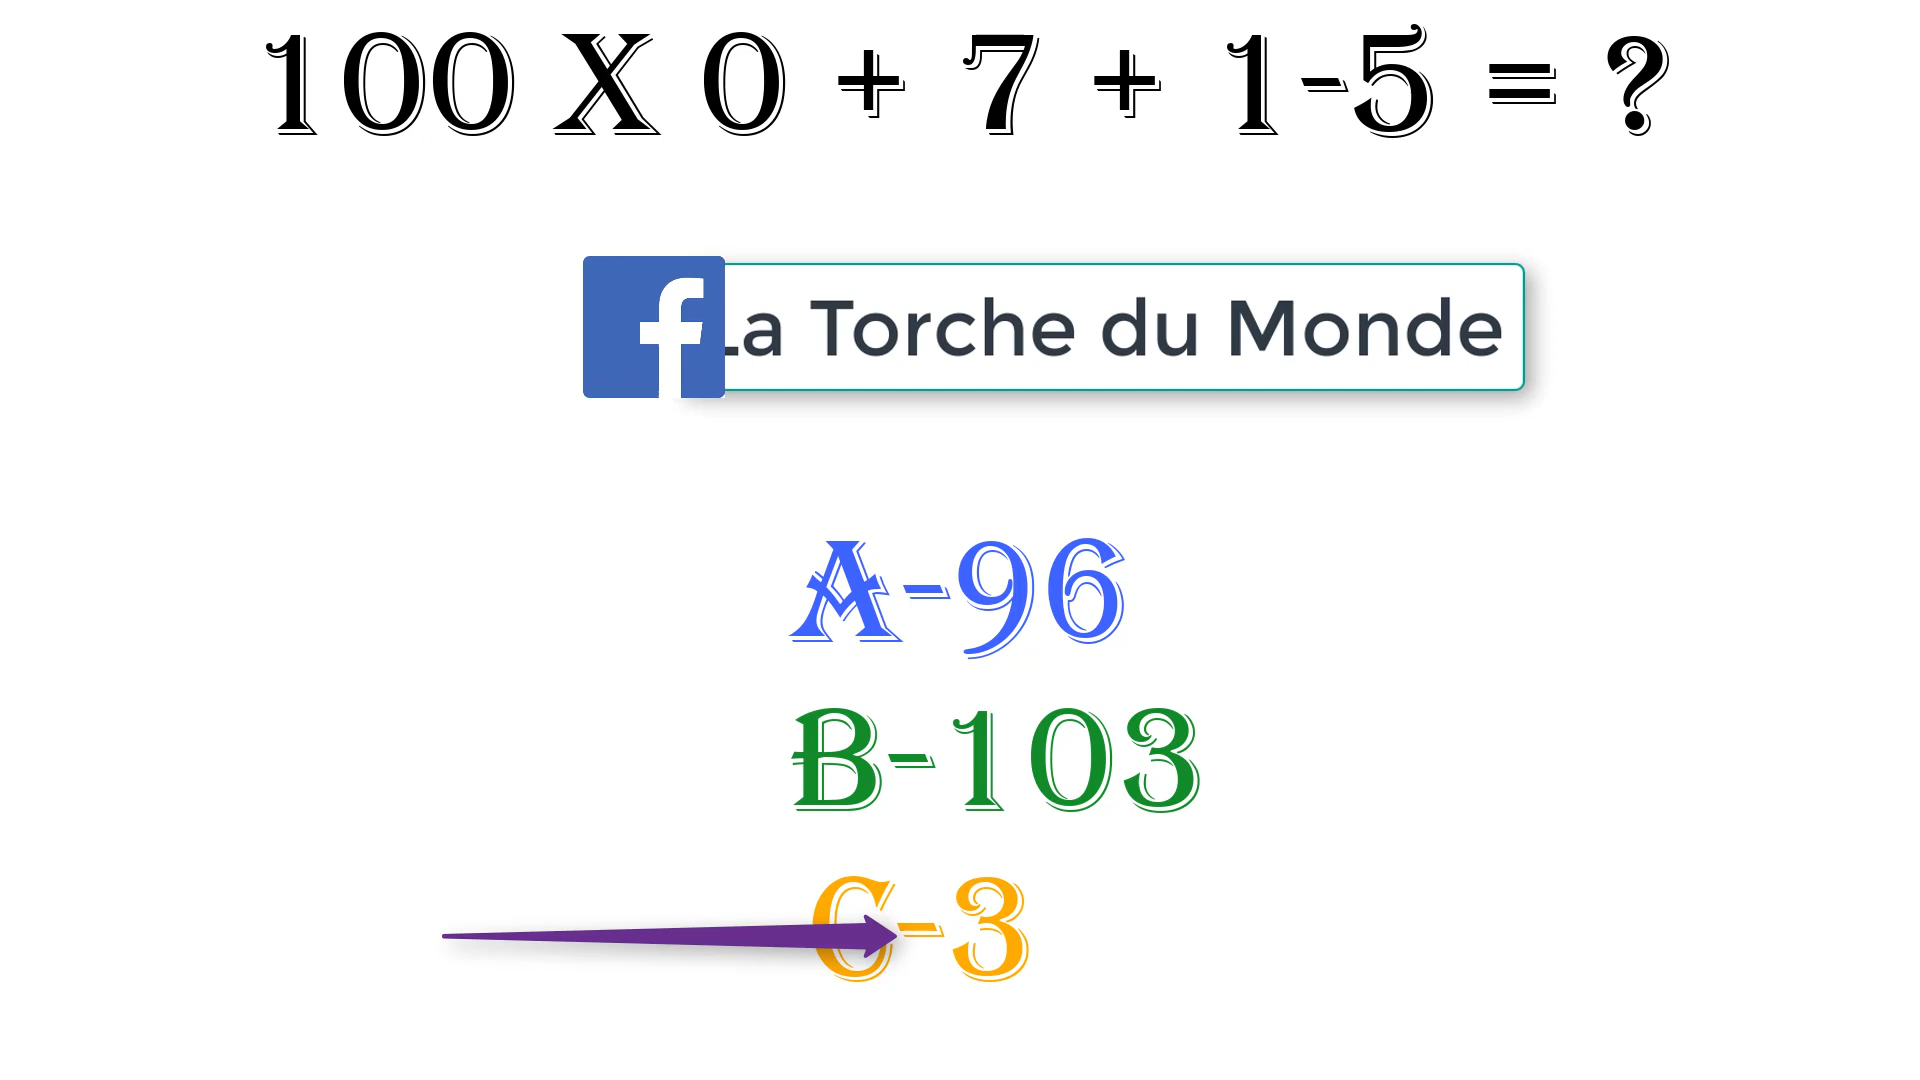 100 X 0 + 7 + 1-5 = ?
La Torche du Monde
A-96
B-103
C-3